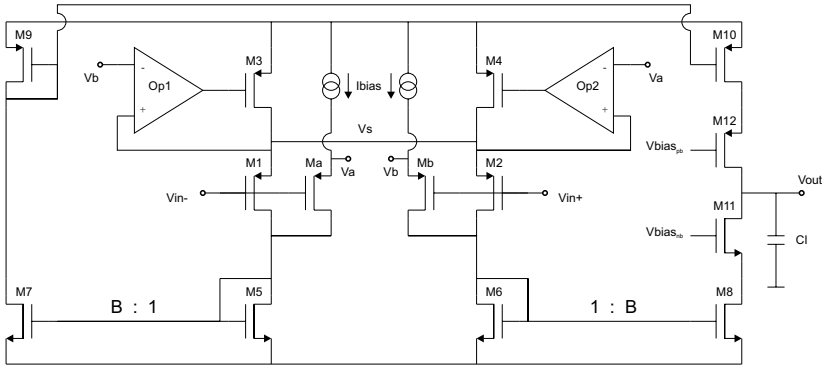 M9
M10
M3
M4
Vb
-
Op1
+
Ibias
-
Op2
+
Va
M12
Vbias_pb
Vs
M1
Ma
Va
Vb
Mb
M2
Vin-
Vin+
Vout
M11
Vbias_nb
Cl
M7
B : 1
M5
M6
1 : B
M8